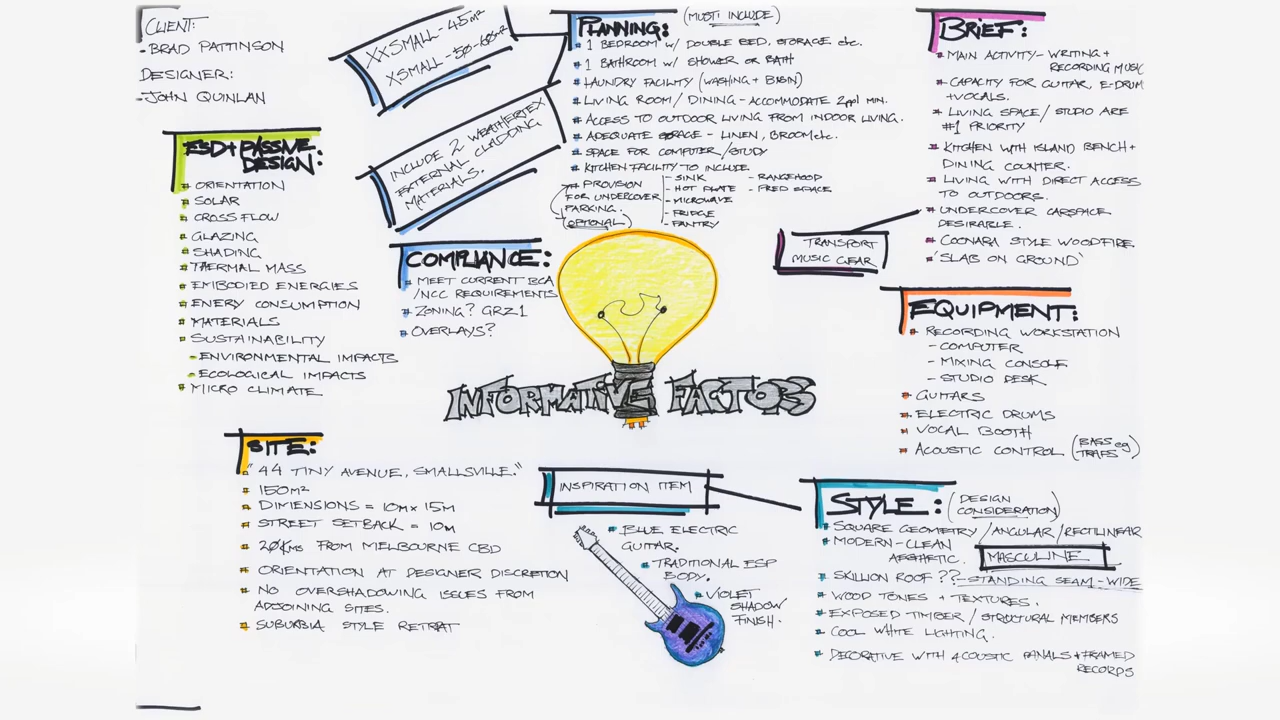 CLIENT:
- BRAD PATTINSON
DESIGNER:
- JOHN QUINLAN
XXSMALL - 45m²
XSMALL - 50-60m²
INCLUDE 2 WEATHERTEX
EXTERNAL CLADDING
MATERIALS.
PLANNING: (MUST INCLUDE)
1 BEDROOM w/ DOUBLE BED, STORAGE etc.
1 BATHROOM w/ SHOWER OR BATH
LAUNDRY FACILITY (WASHING + BASIN)
LIVING ROOM / DINING - ACCOMMODATE 2ppl MIN.
ACCESS TO OUTDOOR LIVING FROM INDOOR LIVING.
ADEQUATE STORAGE - LINEN, BROOM etc.
SPACE FOR COMPUTER / STUDY
KITCHEN FACILITY TO INCLUDE
- SINK
- HOT PLATE
- MICROWAVE
- FRIDGE
- PANTRY
- RANGEHOOD
- PREP SPACE
PROVISION
FOR UNDERCOVER
PARKING.
(OPTIONAL)
BRIEF:
MAIN ACTIVITY - WRITING +
RECORDING MUSIC
CAPACITY FOR GUITAR, E-DRUM
+ VOCALS.
LIVING SPACE / STUDIO ARE
#1 PRIORITY
KITCHEN WITH ISLAND BENCH +
DINING COUNTER.
LIVING WITH DIRECT ACCESS
TO OUTDOORS.
UNDERCOVER CARSPACE
DESIRABLE.
COONARA STYLE WOODFIRE.
'SLAB ON GROUND'
TRANSPORT
MUSIC GEAR
ESD + PASSIVE
DESIGN:
ORIENTATION
SOLAR
CROSS FLOW
GLAZING
SHADING
THERMAL MASS
EMBODIED ENERGIES
ENERY CONSUMPTION
MATERIALS
SUSTAINABILITY
- ENVIRONMENTAL IMPACTS
- ECOLOGICAL IMPACTS
MICRO CLIMATE
COMPLIANCE:
MEET CURRENT BCA
/NCC REQUIREMENTS
ZONING? GRZ1
OVERLAYS?
INFORMATIVE FACTORS
EQUIPMENT:
RECORDING WORKSTATION
- COMPUTER
- MIXING CONSOLE
- STUDIO DESK
GUITARS
ELECTRIC DRUMS
VOCAL BOOTH
ACOUSTIC CONTROL (BASS eg
TRAPS)
SITE:
"44 TINY AVENUE, SMALLSVILLE."
150m²
DIMENSIONS = 10m x 15m
STREET SETBACK = 10m
20Kms FROM MELBOURNE CBD
ORIENTATION AT DESIGNER DISCRETION
NO OVERSHADOWING ISSUES FROM
ADJOINING SITES.
SUBURBIA STYLE RETREAT
INSPIRATION ITEM
BLUE ELECTRIC
GUITAR.
TRADITIONAL ESP
BODY.
VIOLET
SHADOW
FINISH.
STYLE: (DESIGN
CONSIDERATION)
SQUARE GEOMETRY / ANGULAR / RECTILINEAR
MODERN - CLEAN
AESTHETIC.
MASCULINE
SKILLION ROOF ?? - STANDING SEAM - WIDE
WOOD TONES + TEXTURES.
EXPOSED TIMBER / STRUCTURAL MEMBERS
COOL WHITE LIGHTING.
DECORATIVE WITH ACOUSTIC PANALS + FRAMED
RECORDS